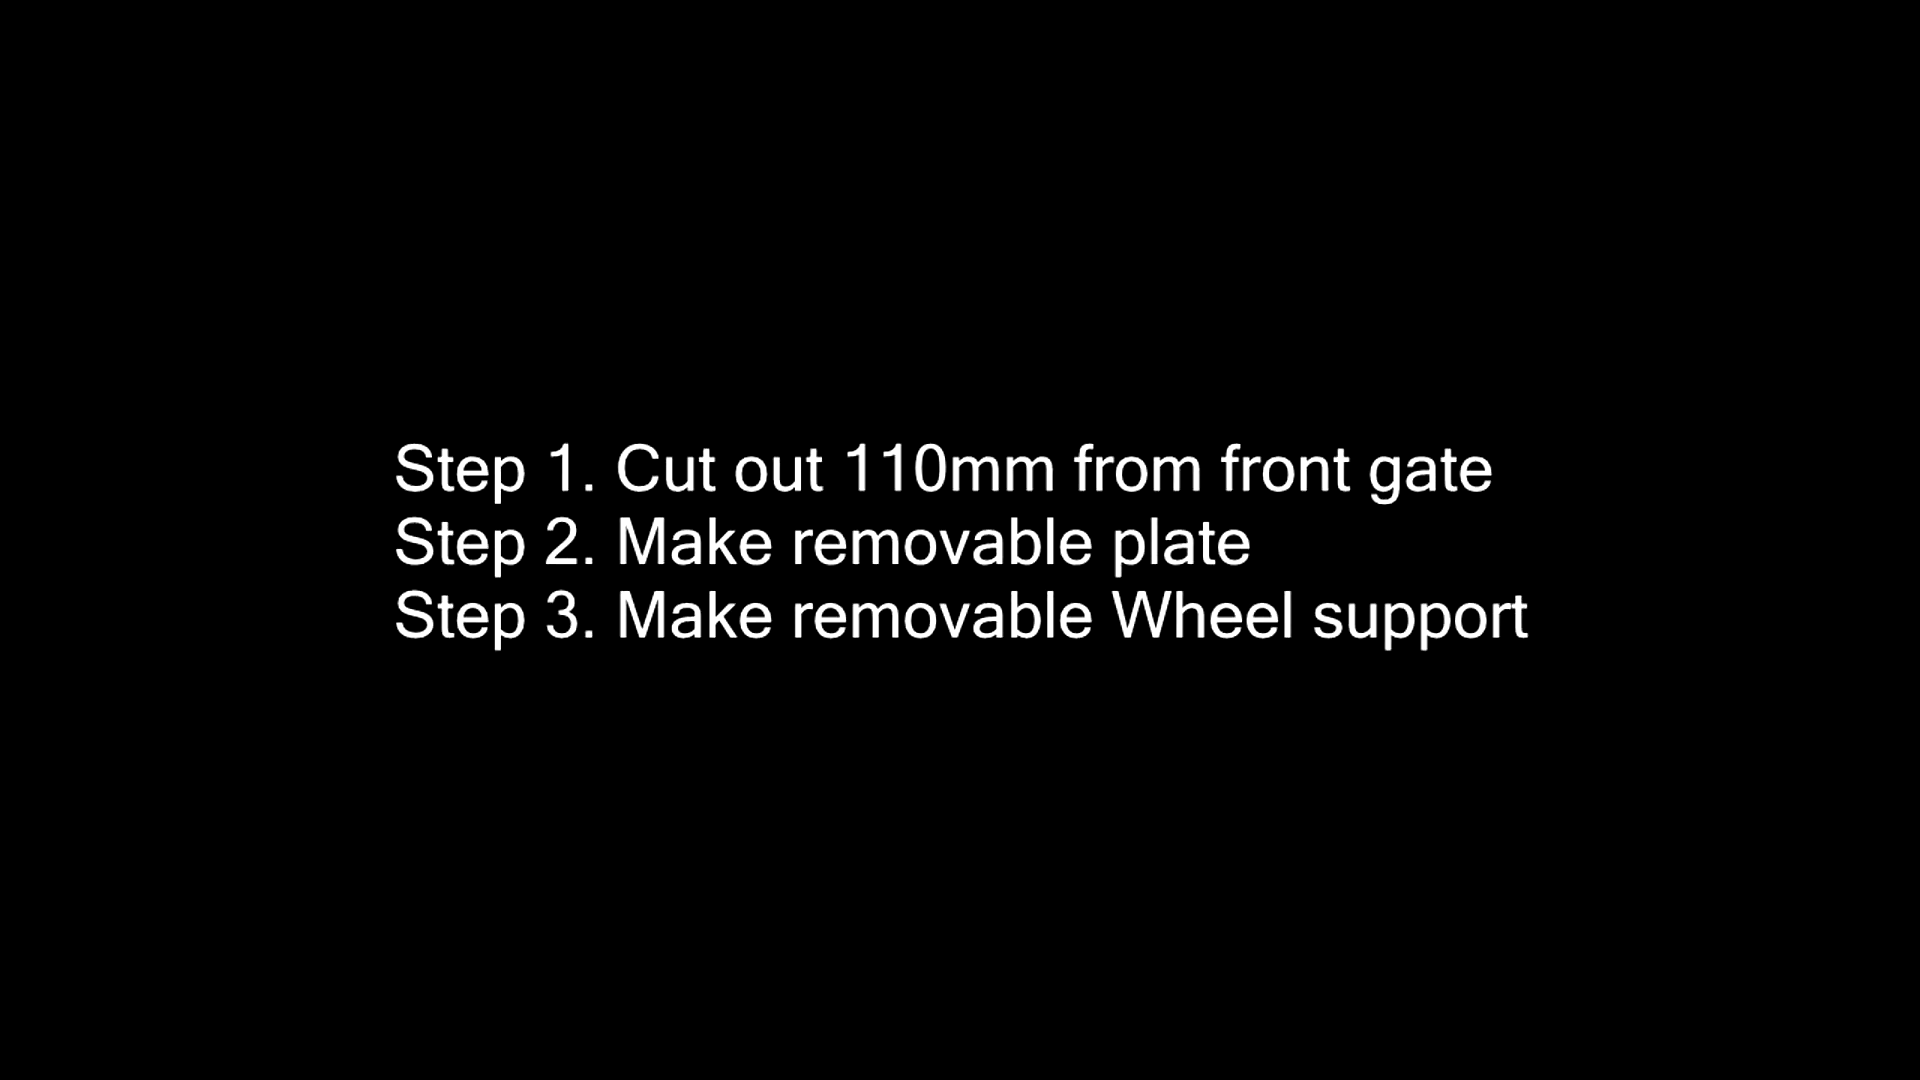 Step 1. Cut out 110mm from front gate
Step 2. Make removable plate
Step 3. Make removable Wheel support